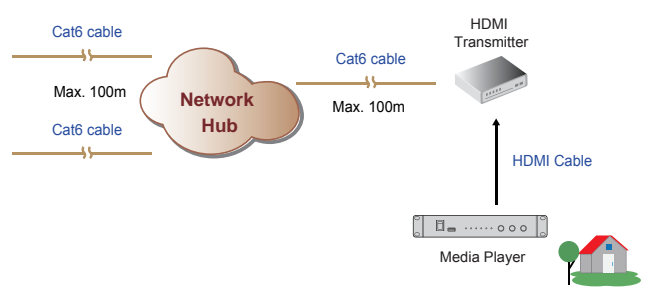 Cat6 cable
Max. 100m
Cat6 cable
Network
Hub
Cat6 cable
Max. 100m
HDMI
Transmitter
HDMI Cable
Media Player